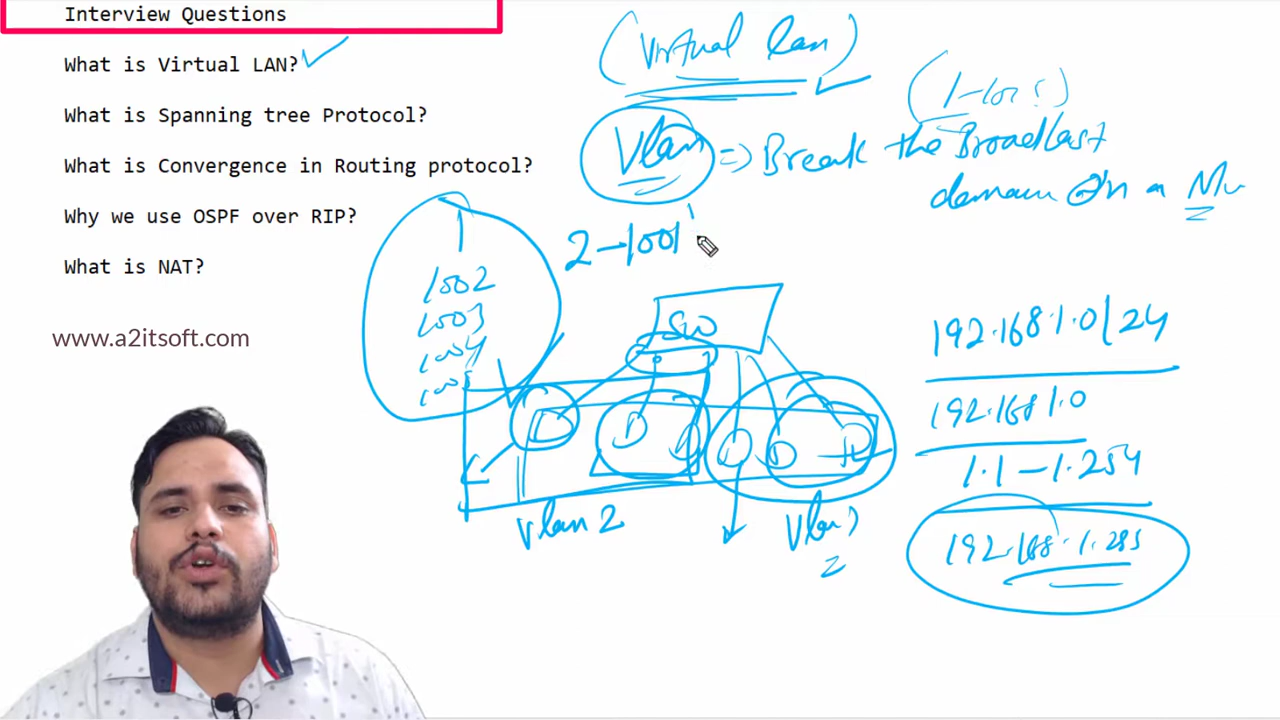 Interview Questions
What is Virtual LAN?
What is Spanning tree Protocol?
What is Convergence in Routing protocol?
Why we use OSPF over RIP?
What is NAT?
www.a2itsoft.com
(Virtual lan)
Vlan => Break the Broadcast
domain in a
2-1001
1
1002
1003
1004
1005
SW
Vlan 2
Vlan
192.168.1.0/24
192.168.1.0
1.1 - 1.254
192.168.1.255